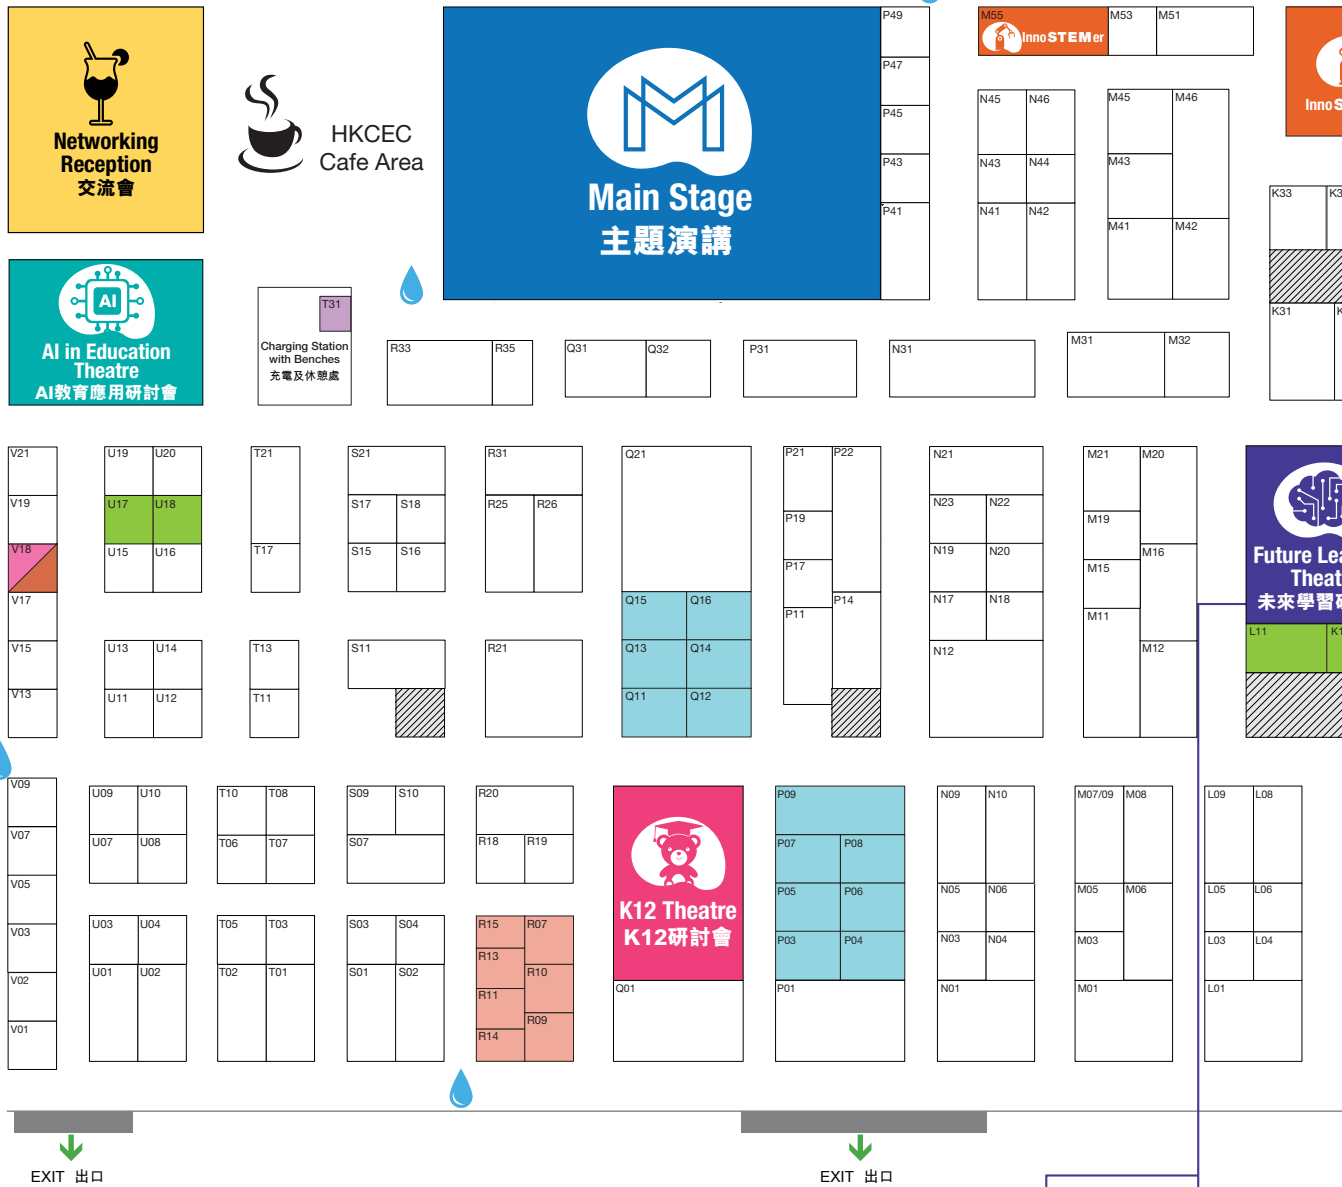 Networking
Reception
交流會
HKCEC
Cafe Area
Main Stage
主題演講
P49
P47
P45
P43
P41
M55
InnoSTEMer
M53
M51
N45
N46
N43
N44
N41
N42
M45
M46
M43
M41
M42
K33
K31
AI
AI in Education
Theatre
AI教育應用研討會
T31
Charging Station
with Benches
充電及休憩處
R33
R35
Q31
Q32
P31
N31
M31
M32
V21
V19
V18
V17
V15
V13
U19
U20
U17
U18
U15
U16
U13
U14
U11
U12
T21
T17
T13
T11
S21
S17
S18
S15
S16
S11
R31
R25
R26
R21
Q21
Q15
Q16
Q13
Q14
Q11
Q12
P21
P22
P19
P17
P14
P11
N21
N23
N22
N19
N20
N17
N18
N12
M21
M20
M19
M16
M15
M11
M12
Theat
未來學習
L11
V09
V07
V05
V03
V02
V01
U09
U10
U07
U08
U03
U04
U01
U02
T10
T08
T06
T07
T05
T03
T02
T01
S09
S10
S07
S03
S04
S01
S02
R20
R18
R19
R15
R07
R13
R10
R11
R09
R14
K12 Theatre
K12研討會
Q01
P09
P07
P08
P05
P06
P03
P04
P01
N09
N10
N05
N06
N03
N04
N01
M07/09
M08
M05
M06
M03
M01
L09
L08
L05
L06
L03
L04
L01
EXIT 出口
EXIT 出口